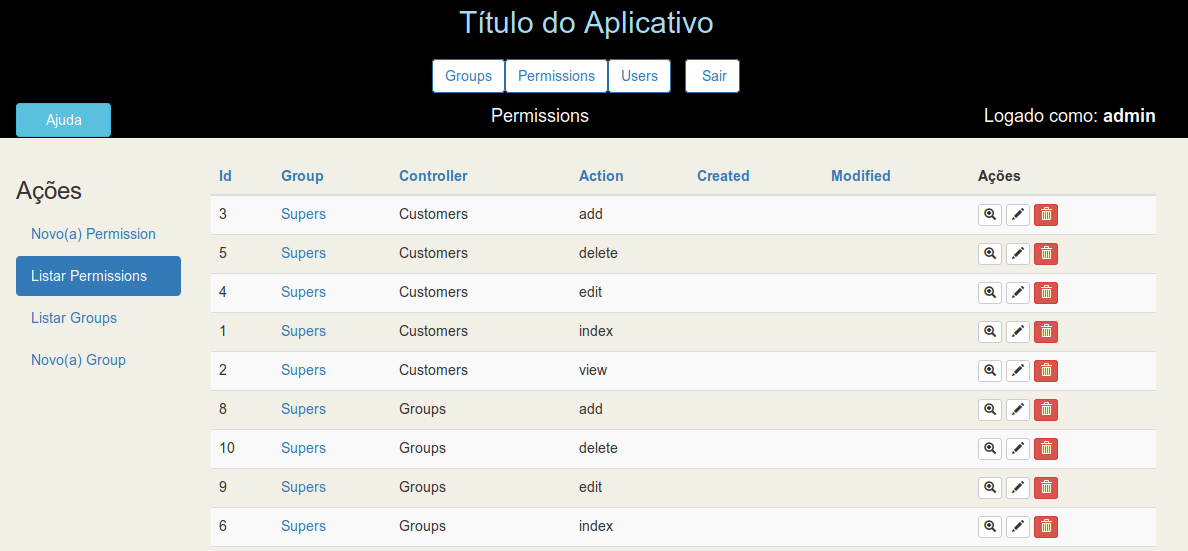 Título do Aplicativo
Groups Permissions Users Sair
Ajuda Permissions Logado como: admin
Ações
Novo(a) Permission
Listar Permissions
Listar Groups
Novo(a) Group
Id Group Controller Action Created Modified Ações
3 Supers Customers add
5 Supers Customers delete
4 Supers Customers edit
1 Supers Customers index
2 Supers Customers view
8 Supers Groups add
10 Supers Groups delete
9 Supers Groups edit
6 Supers Groups index